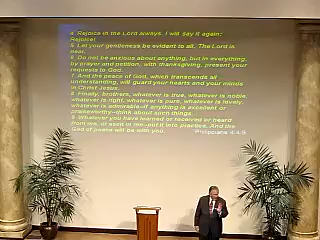 4 Rejoice in the Lord always. I will say it again:
Rejoice!
5 Let your gentleness be evident to all. The Lord is
near.
6 Do not be anxious about anything, but in everything,
by prayer and petition, with thanksgiving, present your
requests to God.
7 And the peace of God, which transcends all
understanding, will guard your hearts and your minds
in Christ Jesus.
8 Finally, brothers, whatever is true, whatever is noble,
whatever is right, whatever is pure, whatever is lovely,
whatever is admirable--if anything is excellent or
praiseworthy--think about such things.
9 Whatever you have learned or received or heard
from me, or seen in me--put it into practice. And the
God of peace will be with you.
Philippians 4:4-9